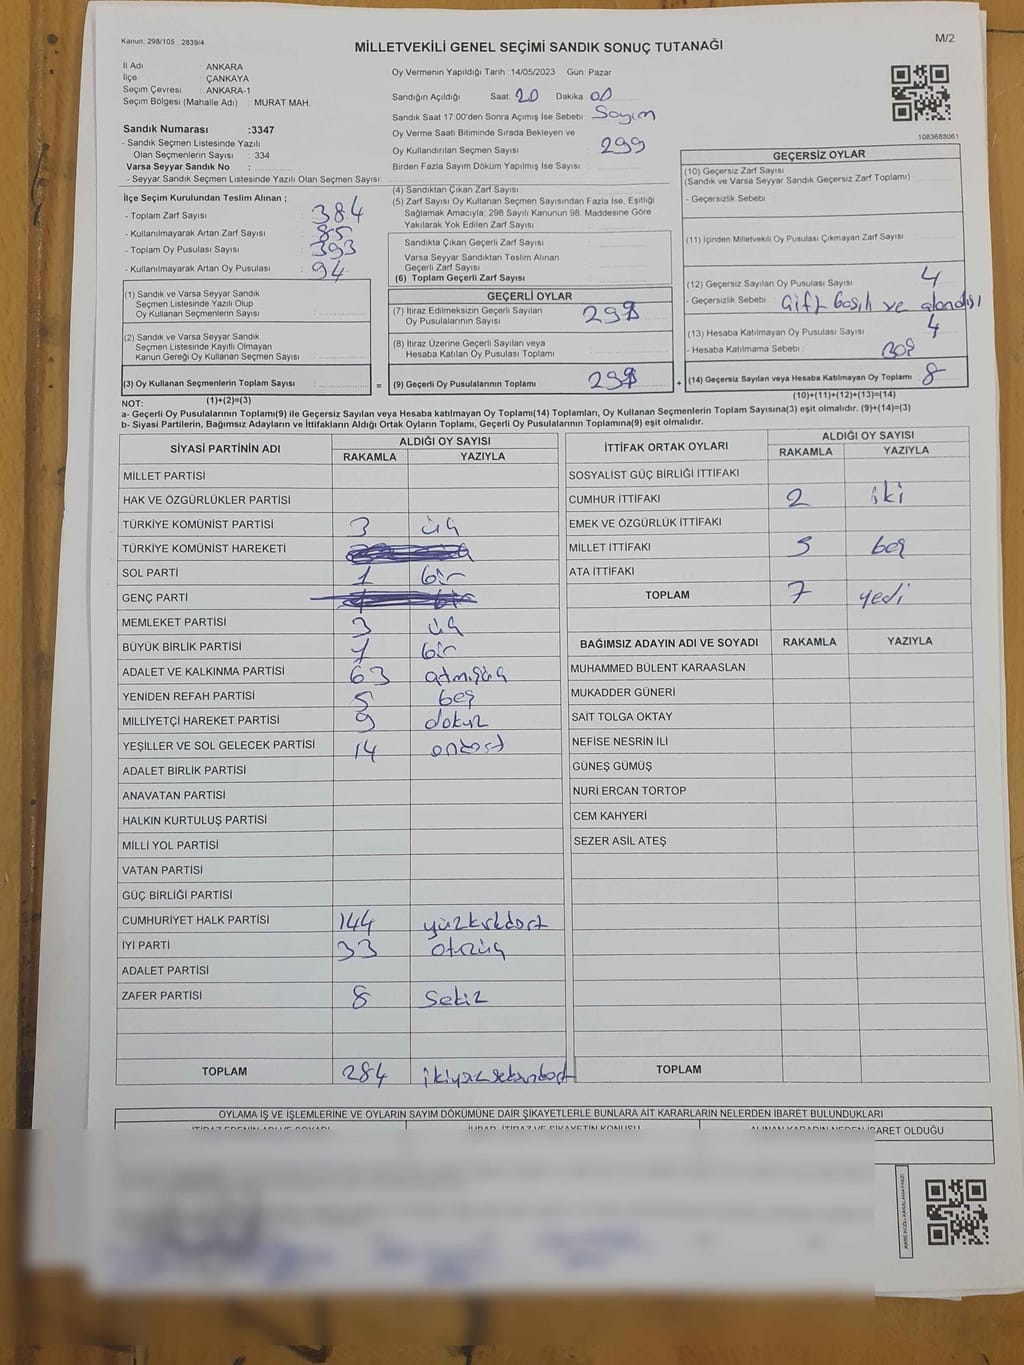 Kanun; 298/105 , 2839/4
M/2
MİLLETVEKİLİ GENEL SEÇİMİ SANDIK SONUÇ TUTANAĞI
İl Adı : ANKARA
İlçe : ÇANKAYA
Seçim Çevresi : ANKARA-1
Seçim Bölgesi (Mahalle Adı) : MURAT MAH.
Sandık Numarası :3347
- Sandık Seçmen Listesinde Yazılı
Olan Seçmenlerin Sayısı : 334
Varsa Seyyar Sandık No :
- Seyyar Sandık Seçmen Listesinde Yazılı Olan Seçmen Sayısı:
Oy Vermenin Yapıldığı Tarih :14/05/2023 Gün: Pazar
Sandığın Açıldığı Saat: 20 Dakika : 00
Sandık Saat 17.00'den Sonra Açımış İse Sebebi: Sayım
Oy Verme Saati Bitiminde Sırada Bekleyen ve
Oy Kullandırılan Seçmen Sayısı : 299
Birden Fazla Sayım Döküm Yapılmış İse Sayısı :
1083688061
İlçe Seçim Kurulundan Teslim Alınan ;
- Toplam Zarf Sayısı : 384
- Kullanılmayarak Artan Zarf Sayısı : 85
- Toplam Oy Pusulası Sayısı : 393
- Kullanılmayarak Artan Oy Pusulası : 94
(1) Sandık ve Varsa Seyyar Sandık
Seçmen Listesinde Yazılı Olup
Oy Kullanan Seçmenlerin Sayısı :
(2) Sandık ve Varsa Seyyar Sandık
Seçmen Listesinde Kayıtlı Olmayan
Kanun Gereği Oy Kullanan Seçmen Sayısı :
(3) Oy Kullanan Seçmenlerin Toplam Sayısı :
(1)+(2)=(3)
(4) Sandıktan Çıkan Zarf Sayısı :
(5) Zarf Sayısı Oy Kullanan Seçmen Sayısından Fazla İse, Eşitliği
Sağlamak Amacıyla; 298 Sayılı Kanunun 98. Maddesine Göre
Yakılarak Yok Edilen Zarf Sayısı :
Sandıkta Çıkan Geçerli Zarf Sayısı :
Varsa Seyyar Sandıktan Teslim Alınan
Geçerli Zarf Sayısı :
(6) Toplam Geçerli Zarf Sayısı :
GEÇERLİ OYLAR
(7) İtiraz Edilmeksizin Geçerli Sayılan
Oy Pusulalarının Sayısı :
(8) İtiraz Üzerine Geçerli Sayılan veya
Hesaba Katılan Oy Pusulası Toplamı :
= (9) Geçerli Oy Pusulalarının Toplamı :
GEÇERSİZ OYLAR
(10) Geçersiz Zarf Sayısı
(Sandık ve Varsa Seyyar Sandık Geçersiz Zarf Toplamı) :
- Geçersizlik Sebebi :
(11) İçinden Milletvekili Oy Pusulası Çıkmayan Zarf Sayısı :
(12) Geçersiz Sayılan Oy Pusulası Sayısı : 4
- Geçersizlik Sebebi : Çift basılı ve
(13) Hesaba Katılmayan Oy Pusulası Sayısı : 4
- Hesaba Katılmama Sebebi : Boş
+ (14) Geçersiz Sayılan veya Hesaba Katılmayan Oy Toplamı : 8
(10)+(11)+(12)+(13)=(14)
NOT:
a- Geçerli Oy Pusulalarının Toplamı(9) ile Geçersiz Sayılan veya Hesaba katılmayan Oy Toplamı(14) Toplamları, Oy Kullanan Seçmenlerin Toplam Sayısına(3) eşit olmalıdır. (9)+(14)=(3)
b- Siyasi Partilerin, Bağımsız Adayların ve İttifakların Aldığı Oy Sayıları Toplamı, Geçerli Oy Pusulalarının Toplamına(9) eşit olmalıdır.
SİYASİ PARTİNİN ADI
ALDIĞI OY SAYISI
RAKAMLA YAZIYLA
MİLLET PARTİSİ
HAK VE ÖZGÜRLÜKLER PARTİSİ
TÜRKİYE KOMÜNİST PARTİSİ 3 üç
TÜRKİYE KOMÜNİST HAREKETİ
SOL PARTİ 1 bir
GENÇ PARTİ
MEMLEKET PARTİSİ 3 üç
BÜYÜK BİRLİK PARTİSİ 1 bir
ADALET VE KALKINMA PARTİSİ 63 atmışüç
YENİDEN REFAH PARTİSİ 5 beş
MİLLİYETÇİ HAREKET PARTİSİ 9 dokuz
YEŞİLLER VE SOL GELECEK PARTİSİ 14 ondört
ADALET BİRLİK PARTİSİ
ANAVATAN PARTİSİ
HALKIN KURTULUŞ PARTİSİ
MİLLİ YOL PARTİSİ
VATAN PARTİSİ
GÜÇ BİRLİĞİ PARTİSİ
CUMHURİYET HALK PARTİSİ 144 yüzkırkdört
İYİ PARTİ 33 otuzüç
ADALET PARTİSİ
ZAFER PARTİSİ 8 sekiz
TOPLAM 284 ikiyüzseksendört
İTTİFAK ORTAK OYLARI
ALDIĞI OY SAYISI
RAKAMLA YAZIYLA
SOSYALİST GÜÇ BİRLİĞİ İTTİFAKI
CUMHUR İTTİFAKI 2 iki
EMEK VE ÖZGÜRLÜK İTTİFAKI
MİLLET İTTİFAKI 5 beş
ATA İTTİFAKI
TOPLAM 7 yedi
BAĞIMSIZ ADAYIN ADI VE SOYADI RAKAMLA YAZIYLA
MUHAMMED BÜLENT KARAASLAN
MUKADDER GÜNERİ
SAİT TOLGA OKTAY
NEFİSE NESRİN İLİ
GÜNEŞ GÜMÜŞ
NURİ ERCAN TORTOP
CEM KAHYERİ
SEZER ASİL ATEŞ
TOPLAM
OYLAMA İŞ VE İŞLEMLERİNE VE OYLARIN SAYIM DÖKÜMÜNE DAİR ŞİKAYETLERLE BUNLARA AİT KARARLARIN NELERDEN İBARET BULUNDUKLARI
İBARET OLDUĞU